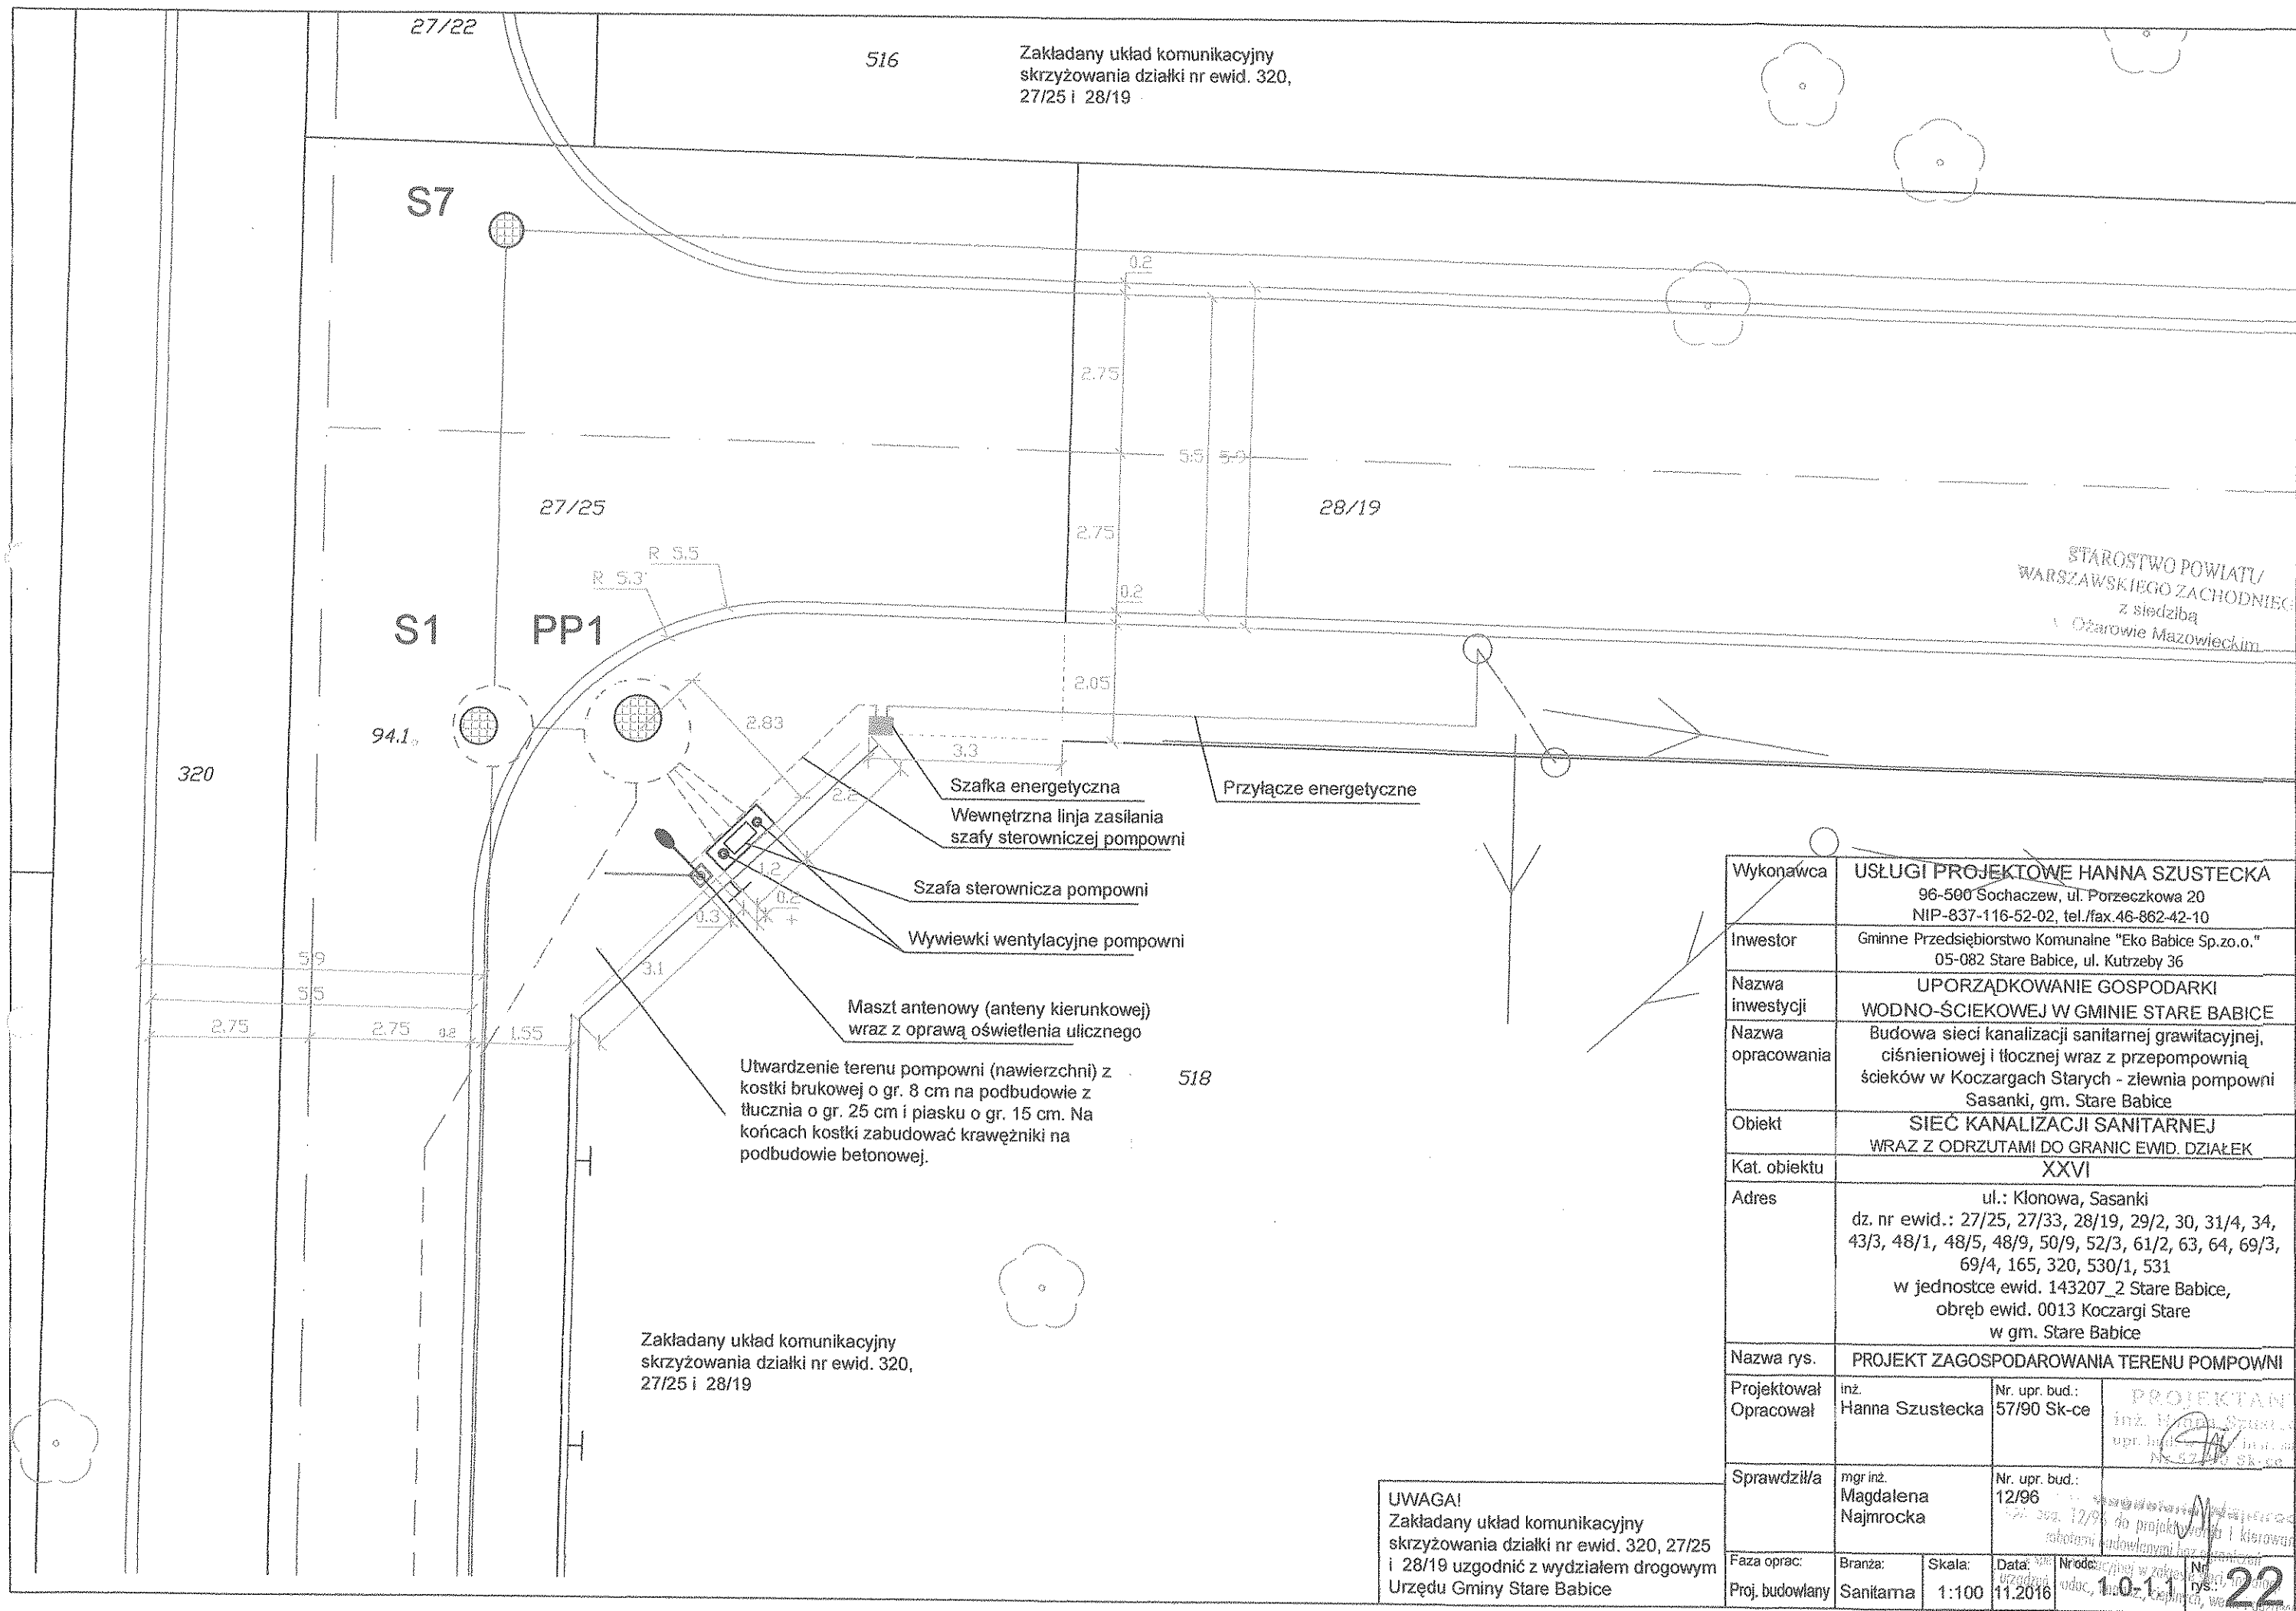 27/22
516
Zakładany układ komunikacyjny
skrzyżowania działki nr ewid. 320,
27/25 i 28/19
S7
0.2
2.75
5.5
5.9
27/25
28/19
2.75
R 5.5
R 5.3
0.2
STAROSTWO POWIATU
WARSZAWSKIEGO ZACHODNIEG
z siedzibą
Ożarowie Mazowieckim
S1
PP1
2.05
94.1
2.83
3.3
320
Szafka energetyczna
Przyłącze energetyczne
2.2
Wewnętrzna linja zasilania
szafy sterowniczej pompowni
1.2
Szafa sterownicza pompowni
0.2
0.3
Wywiewki wentylacyjne pompowni
5.9
3.1
5.5
Maszt antenowy (anteny kierunkowej)
wraz z oprawą oświetlenia ulicznego
2.75
2.75
0.2
1.55
Utwardzenie terenu pompowni (nawierzchni) z
kostki brukowej o gr. 8 cm na podbudowie z
tłucznia o gr. 25 cm i piasku o gr. 15 cm. Na
końcach kostki zabudować krawężniki na
podbudowie betonowej.
518
Zakładany układ komunikacyjny
skrzyżowania działki nr ewid. 320,
27/25 i 28/19
UWAGA!
Zakładany układ komunikacyjny
skrzyżowania działki nr ewid. 320, 27/25
i 28/19 uzgodnić z wydziałem drogowym
Urzędu Gminy Stare Babice
Wykonawca
USŁUGI PROJEKTOWE HANNA SZUSTECKA
96-500 Sochaczew, ul. Porzeczkowa 20
NIP-837-116-52-02, tel./fax.46-862-42-10
Inwestor
Gminne Przedsiębiorstwo Komunalne "Eko Babice Sp.zo.o."
05-082 Stare Babice, ul. Kutrzeby 36
Nazwa
inwestycji
UPORZĄDKOWANIE GOSPODARKI
WODNO-ŚCIEKOWEJ W GMINIE STARE BABICE
Nazwa
opracowania
Budowa sieci kanalizacji sanitarnej grawitacyjnej,
ciśnieniowej i tłocznej wraz z przepompownią
ścieków w Koczargach Starych - zlewnia pompowni
Sasanki, gm. Stare Babice
Obiekt
SIEĆ KANALIZACJI SANITARNEJ
WRAZ Z ODRZUTAMI DO GRANIC EWID. DZIAŁEK
Kat. obiektu
XXVI
Adres
ul.: Klonowa, Sasanki
dz. nr ewid.: 27/25, 27/33, 28/19, 29/2, 30, 31/4, 34,
43/3, 48/1, 48/5, 48/9, 50/9, 52/3, 61/2, 63, 64, 69/3,
69/4, 165, 320, 530/1, 531
w jednostce ewid. 143207_2 Stare Babice,
obręb ewid. 0013 Koczargi Stare
w gm. Stare Babice
Nazwa rys.
PROJEKT ZAGOSPODAROWANIA TERENU POMPOWNI
Projektował
Opracował
inż.
Hanna Szustecka
Nr. upr. bud.:
57/90 Sk-ce
PROJEKTAN
inż. Hanna
Sprawdził/a
mgr inż.
Magdalena
Najmrocka
Nr. upr. bud.:
12/96
Faza oprac:
Proj. budowlany
Branża:
Sanitarna
Skala:
1:100
Data:
11.2016
Nr odc:
1.0-1.1
Nr
rys.:
22